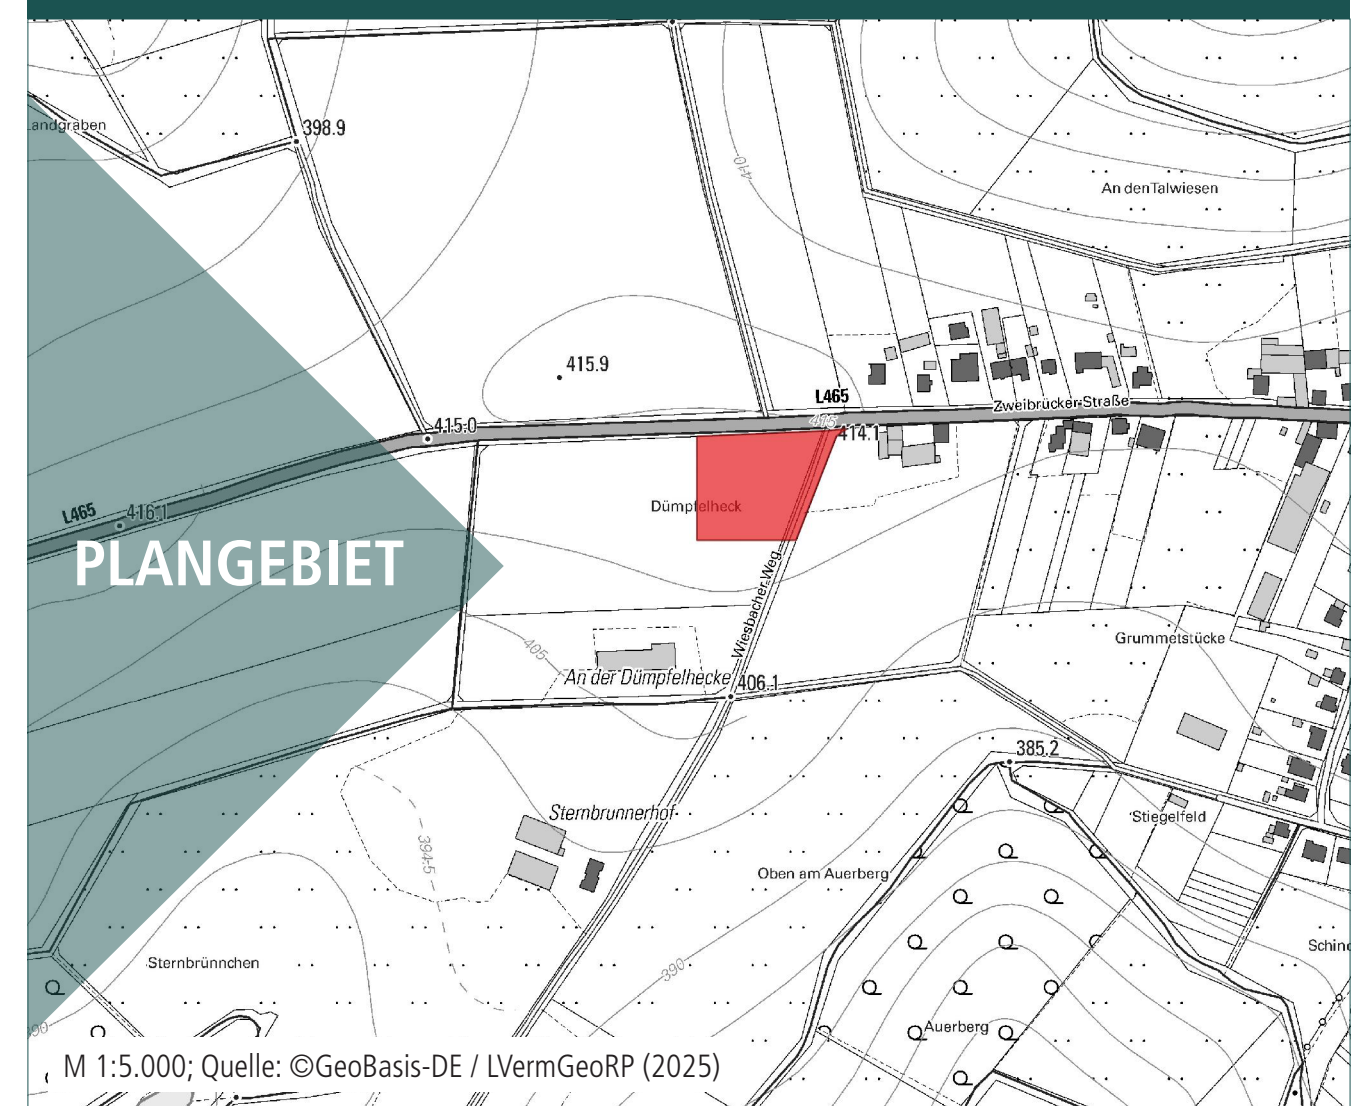 Landgraben
398.9
410
An den Talwiesen
415.9
L465
Zweibrücker Straße
415.0
415
414.1
L465
416.1
Dümpfelheck
PLANGEBIET
Wiesbacher Weg
405
Grummetstücke
An der Dümpfelhecke
406.1
385.2
Sternbrunnerhof
Stiegelfeld
394.5
Oben am Auerberg
Schind
Sternbrünnchen
390
390
Auerberg
M 1:5.000; Quelle: ©GeoBasis-DE / LVermGeoRP (2025)